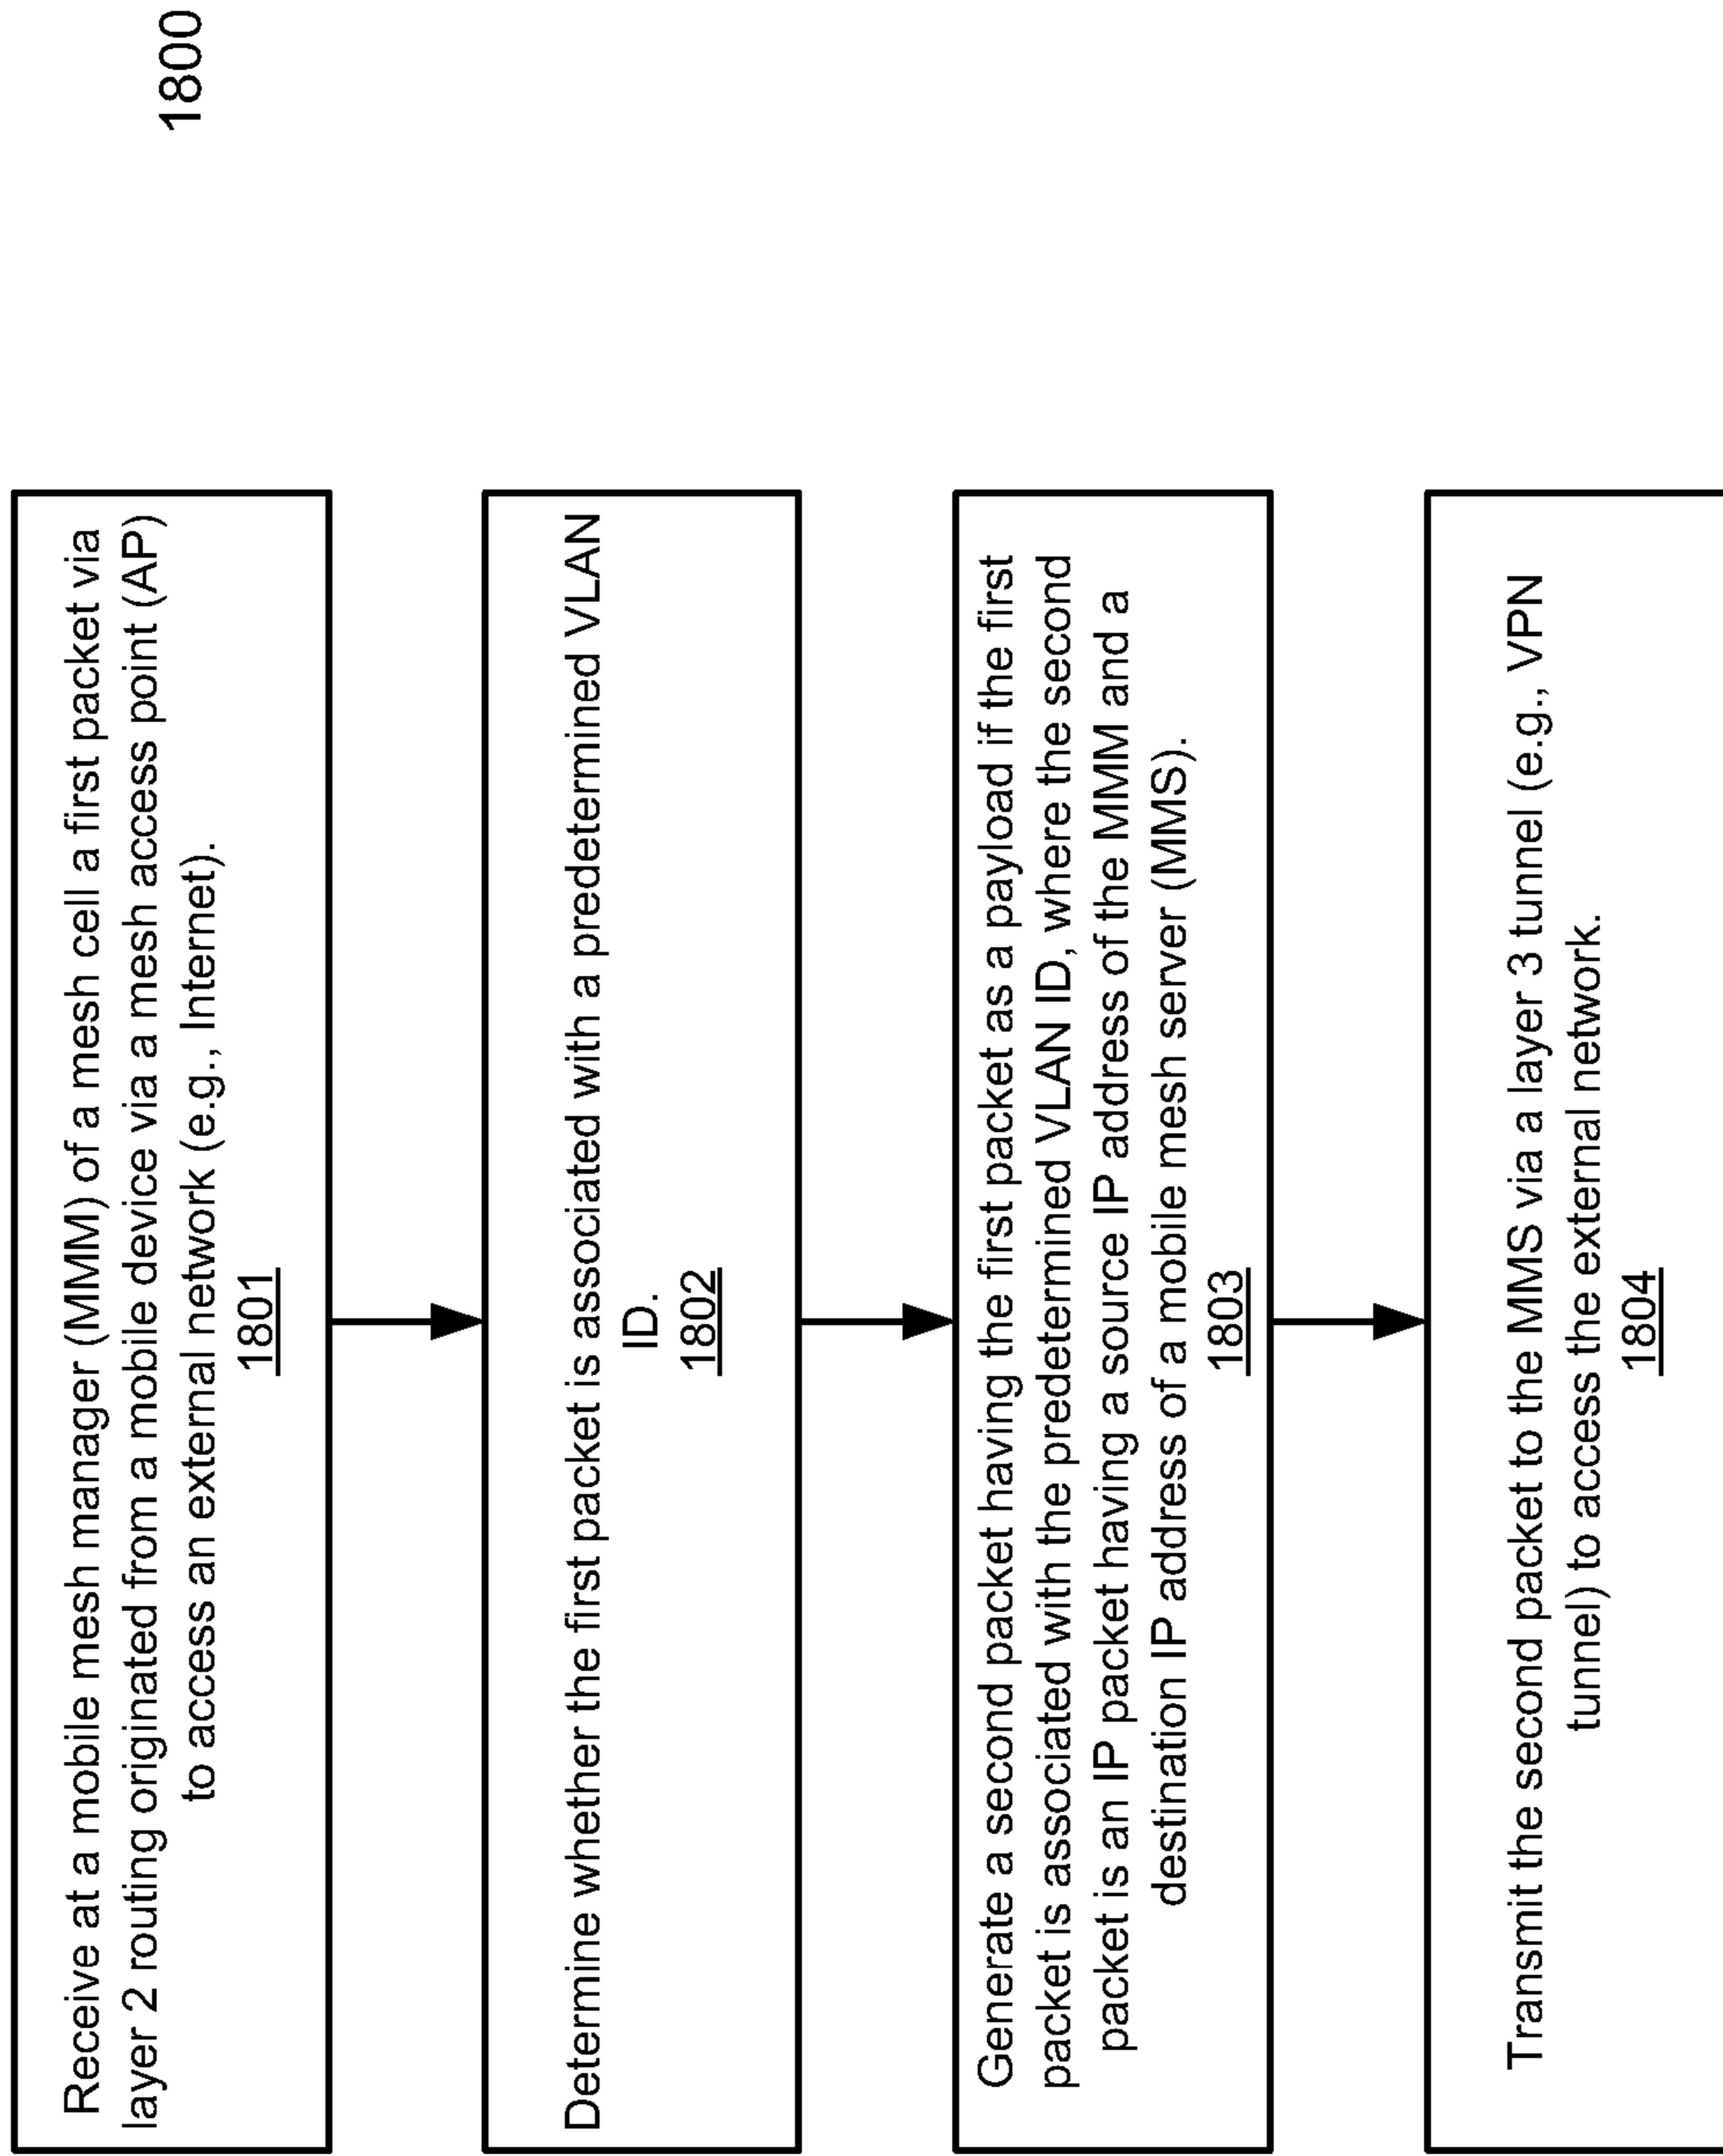 1800
Receive at a mobile mesh manager (MMM) of a mesh cell a first packet via
layer 2 routing originated from a mobile device via a mesh access point (AP)
to access an external network (e.g., Internet).
1801
Determine whether the first packet is associated with a predetermined VLAN
ID.
1802
Generate a second packet having the first packet as a payload if the first
packet is associated with the predetermined VLAN ID, where the second
packet is an IP packet having a source IP address of the MMM and a
destination IP address of a mobile mesh server (MMS).
1803
Transmit the second packet to the MMS via a layer 3 tunnel (e.g., VPN
tunnel) to access the external network.
1804